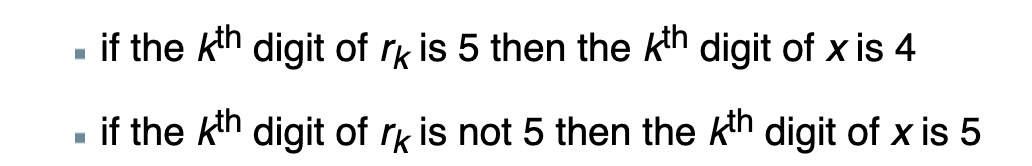 ▪ if the kᵗʰ digit of rₖ is 5 then the kᵗʰ digit of x is 4
▪ if the kᵗʰ digit of rₖ is not 5 then the kᵗʰ digit of x is 5